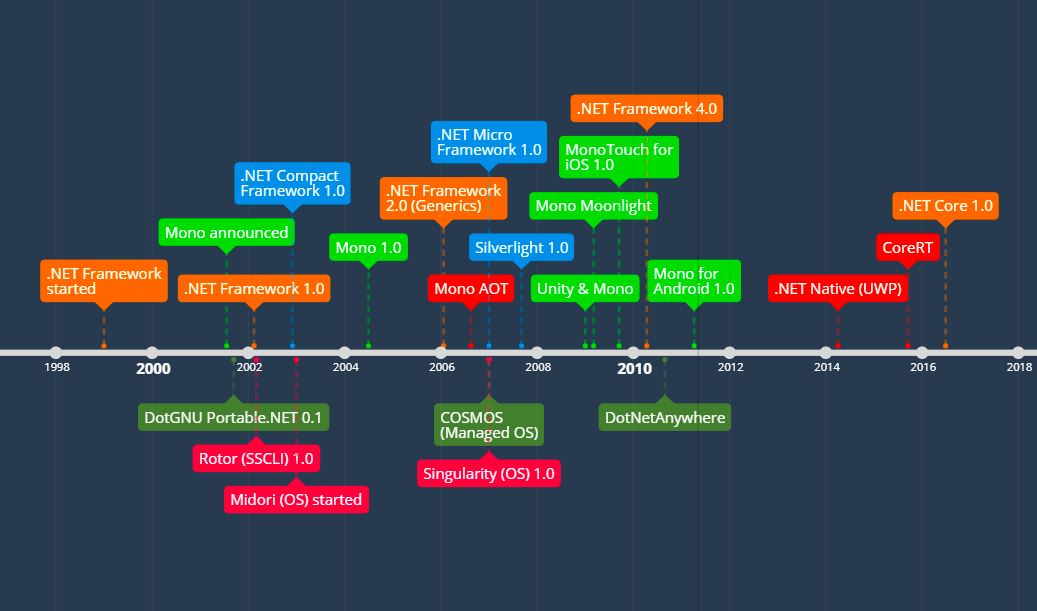 .NET Framework 4.0
.NET Micro
Framework 1.0
MonoTouch for
iOS 1.0
.NET Compact
Framework 1.0
.NET Framework
2.0 (Generics)
Mono Moonlight
.NET Core 1.0
Mono announced
Mono 1.0
Silverlight 1.0
CoreRT
.NET Framework
started
.NET Framework 1.0
Mono AOT
Unity & Mono
Mono for
Android 1.0
.NET Native (UWP)
1998
2000
2002
2004
2006
2008
2010
2012
2014
2016
2018
DotGNU Portable.NET 0.1
COSMOS
(Managed OS)
DotNetAnywhere
Rotor (SSCLI) 1.0
Singularity (OS) 1.0
Midori (OS) started